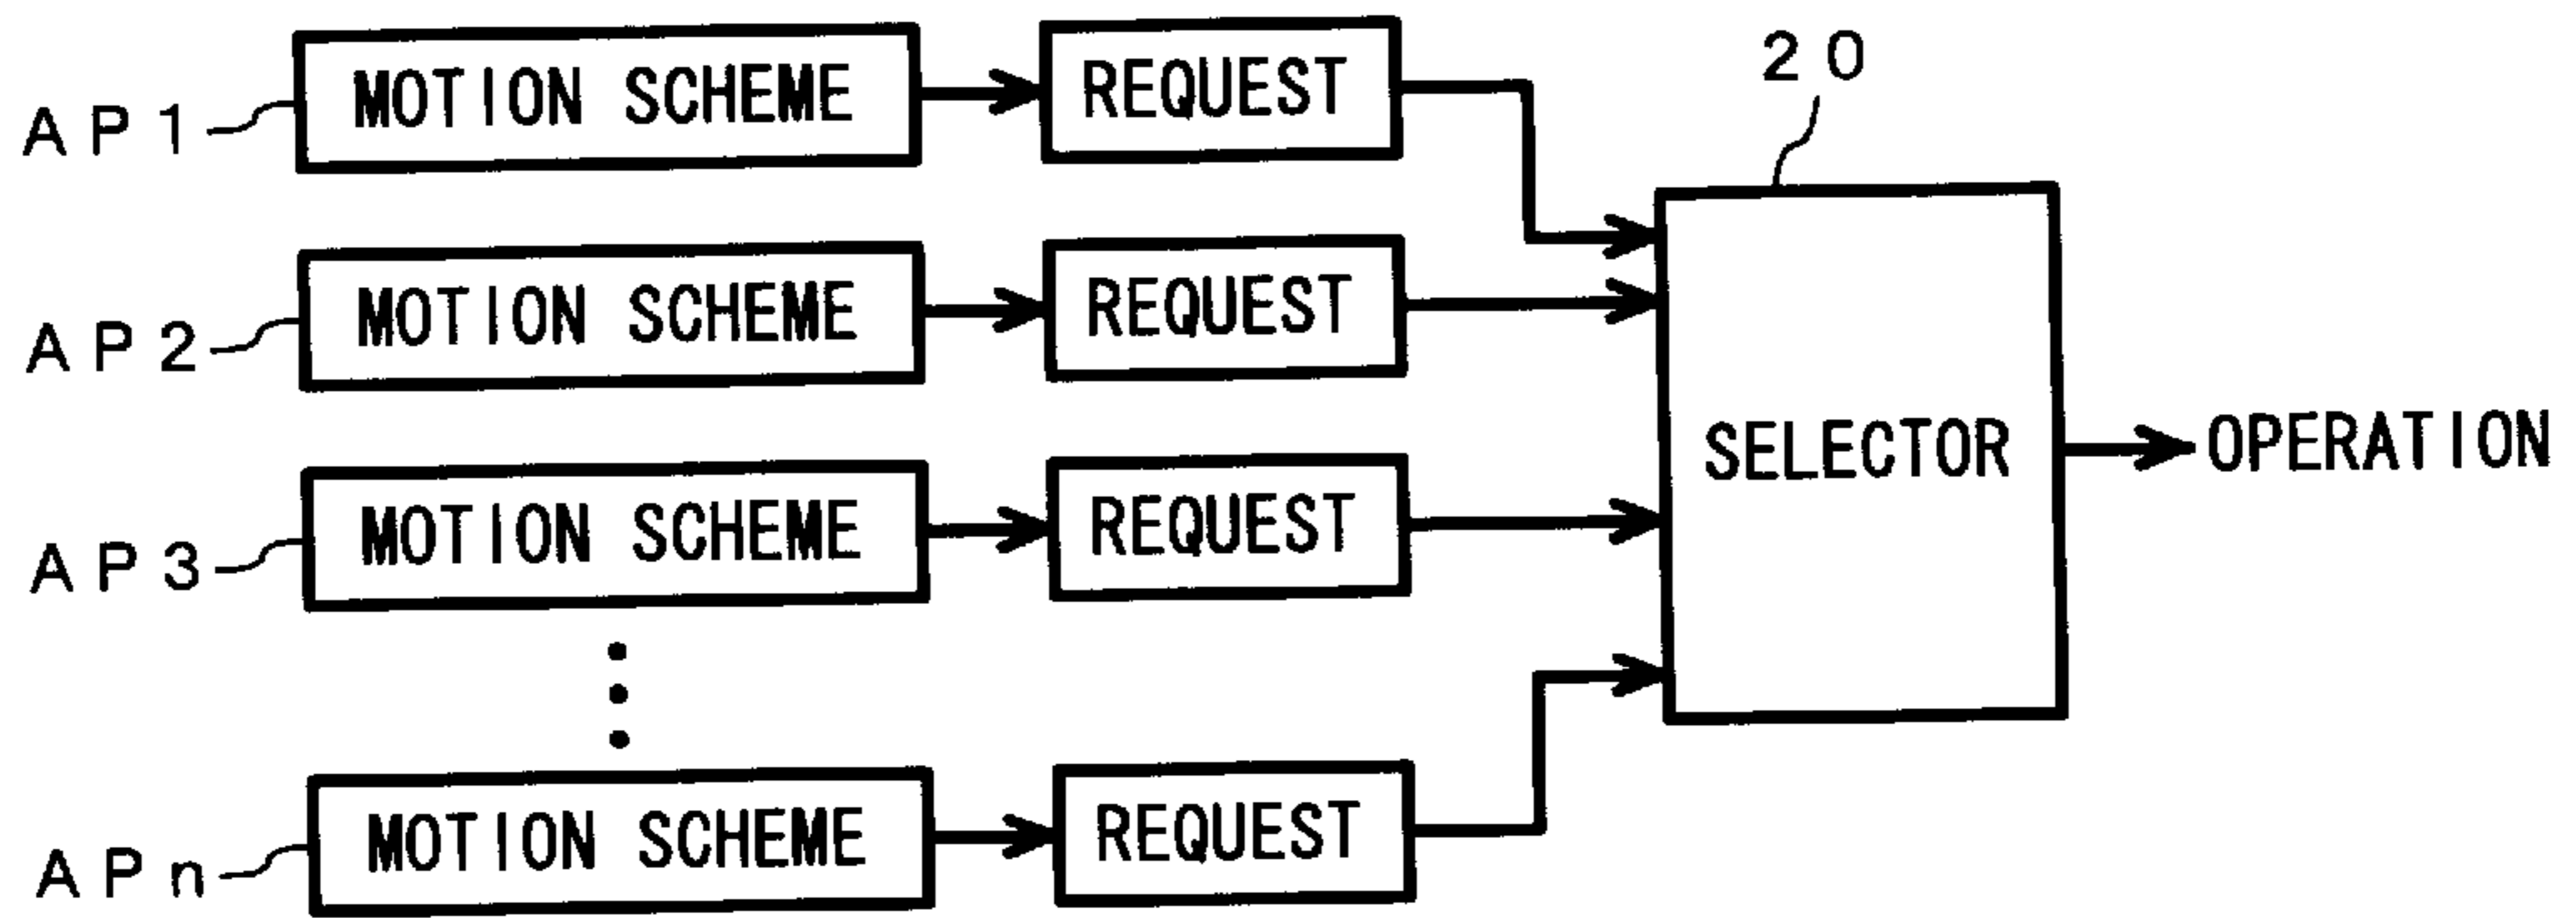 20
AP1 MOTION SCHEME REQUEST
AP2 MOTION SCHEME REQUEST
SELECTOR OPERATION
AP3 MOTION SCHEME REQUEST
APn MOTION SCHEME REQUEST